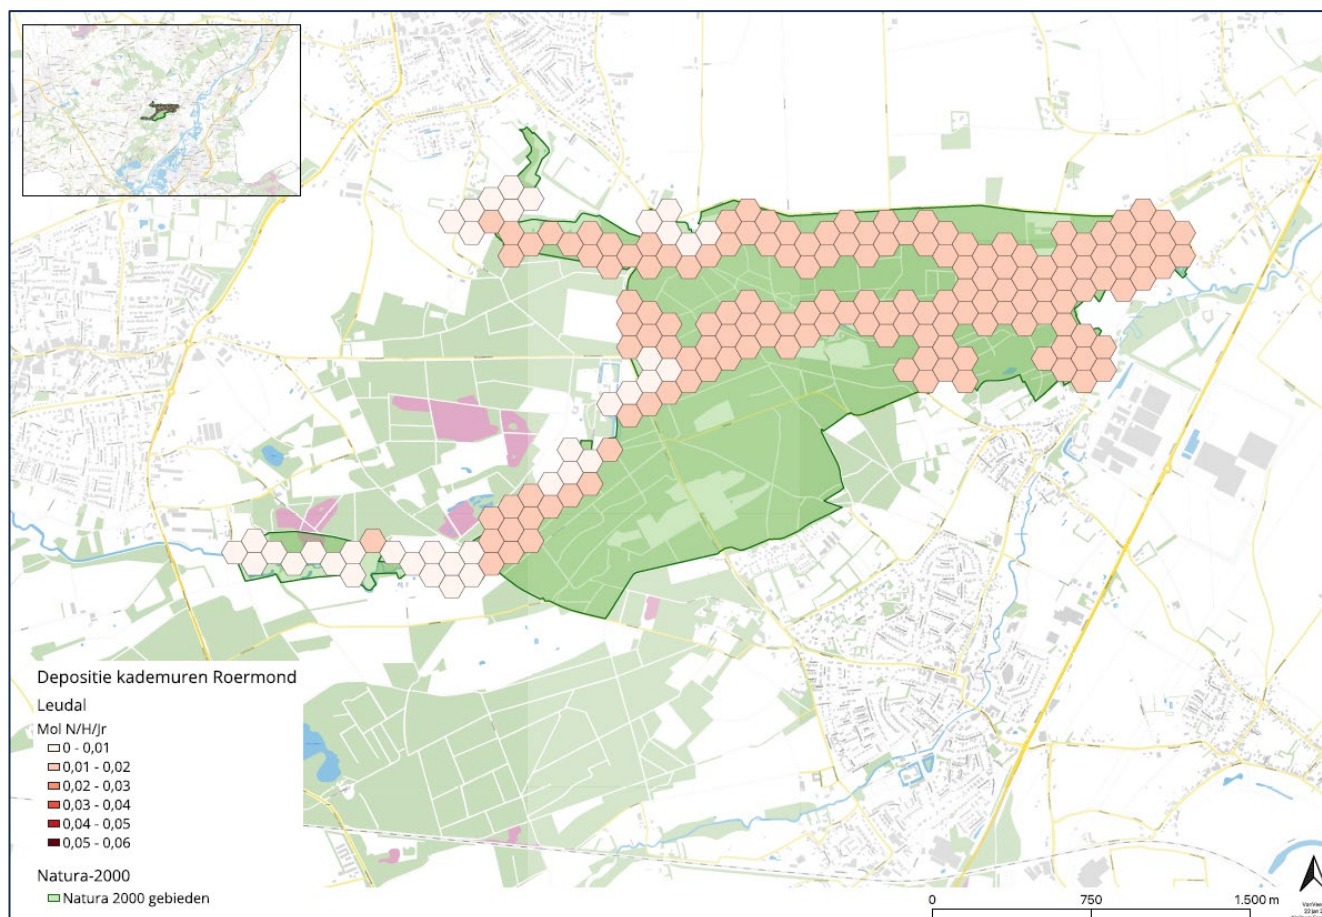 Depositie kademuren Roermond
Leudal
Mol N/H/Jr
0 - 0,01
0,01 - 0,02
0,02 - 0,03
0,03 - 0,04
0,04 - 0,05
0,05 - 0,06
Natura-2000
Natura 2000 gebieden
0 750 1.500 m